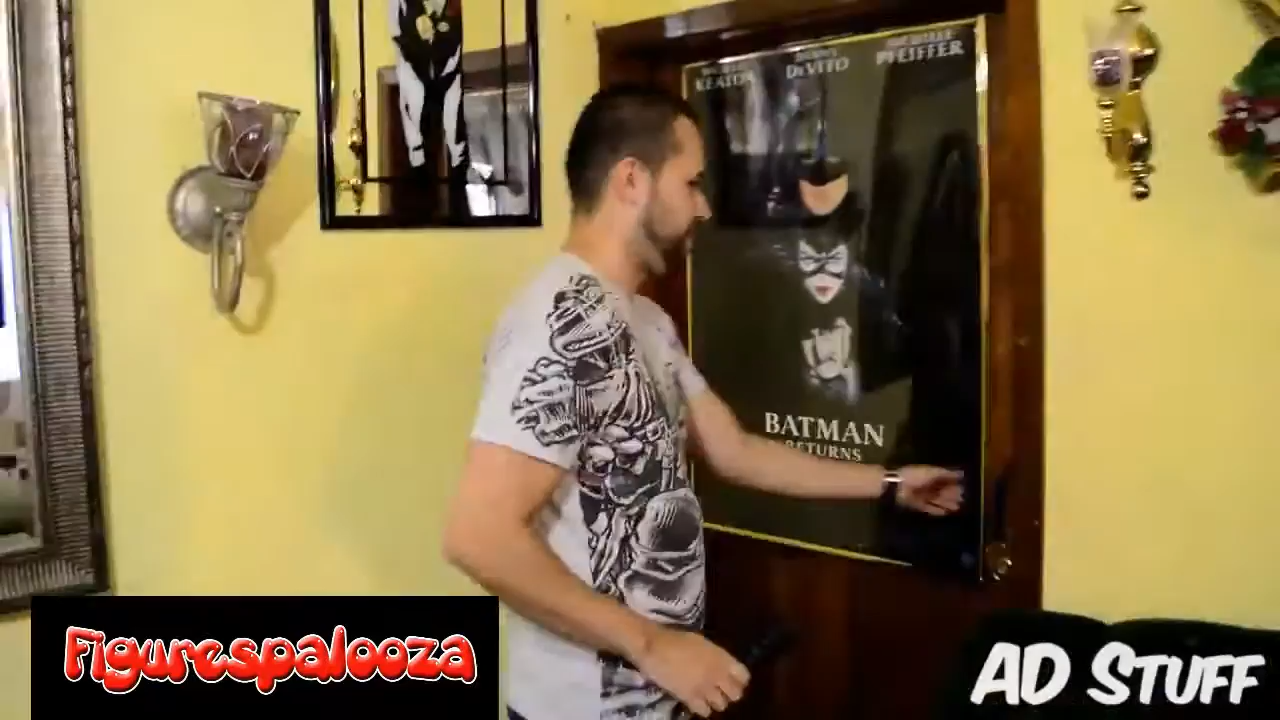 KEATON
DEVITO
PFEIFFER
BATMAN
RETURNS
Figurespalooza
AD STUFF